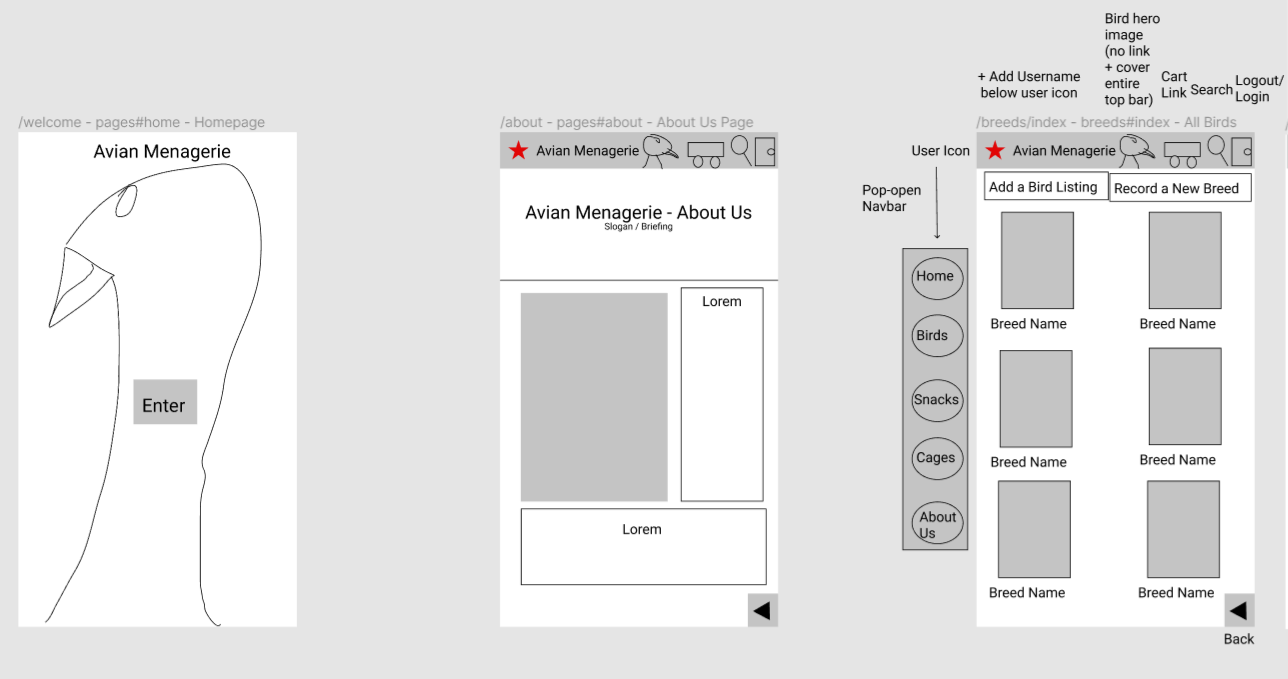 /welcome - pages#home - Homepage
Avian Menagerie
Enter
/about - pages#about - About Us Page
Avian Menagerie
Avian Menagerie - About Us
Slogan / Briefing
Lorem
Lorem
+ Add Username
below user icon
Bird hero
image
(no link
+ cover
entire
top bar)
Cart
Link
Search
Logout/
Login
/breeds/index - breeds#index - All Birds
User Icon
Pop-open
Navbar
Home
Birds
Snacks
Cages
About
Us
Avian Menagerie
Add a Bird Listing
Record a New Breed
Breed Name
Breed Name
Breed Name
Breed Name
Breed Name
Breed Name
Back